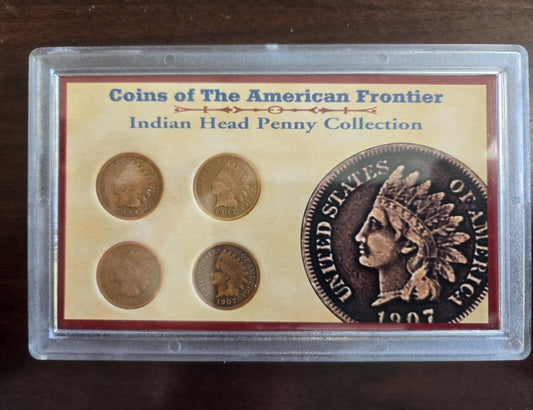 Coins of The American Frontier
Indian Head Penny Collection
UNITED STATES OF AMERICA
1907
1907